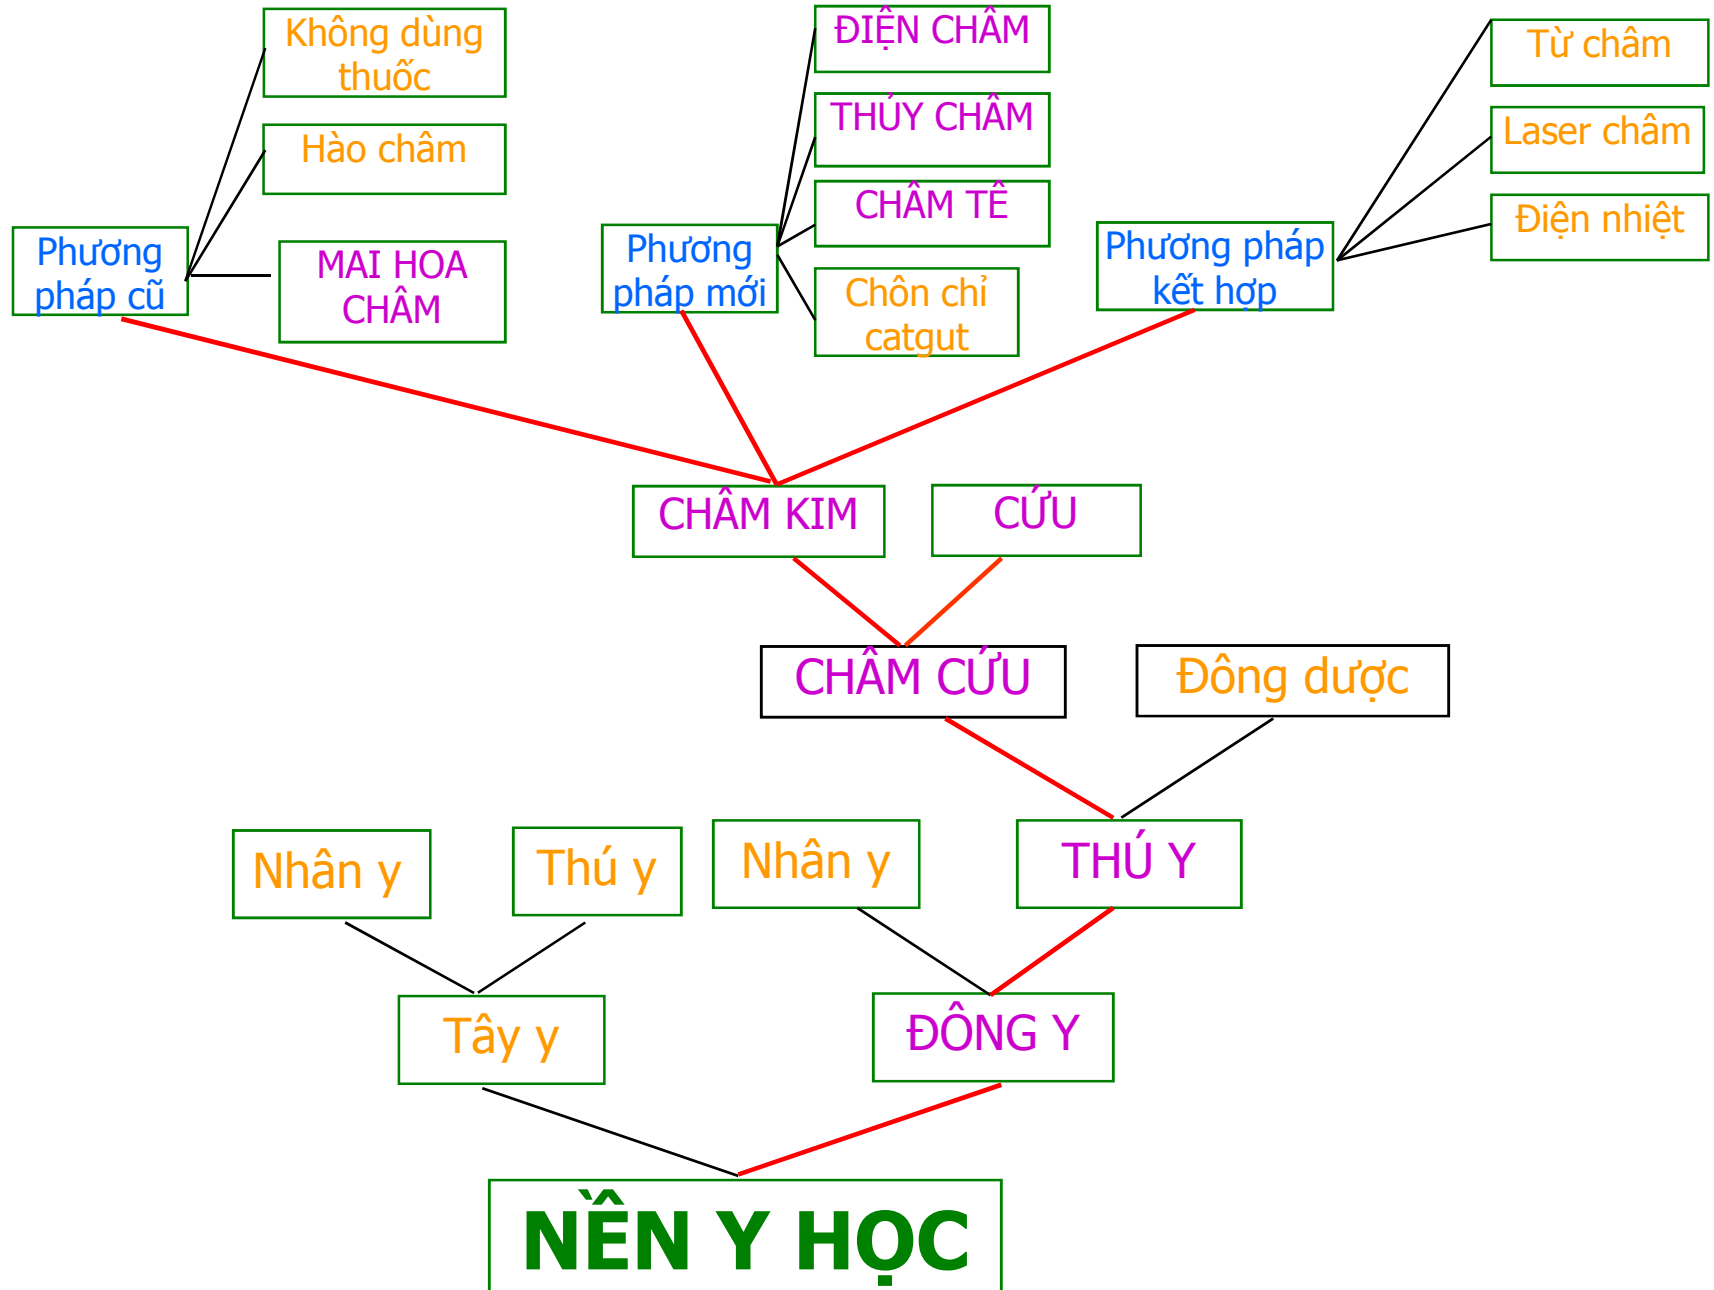 Không dùng
thuốc
Hào châm
MAI HOA
CHÂM
Phương
pháp cũ
ĐIỆN CHÂM
THỦY CHÂM
CHÂM TÊ
Chôn chỉ
catgut
Phương
pháp mới
Từ châm
Laser châm
Điện nhiệt
Phương pháp
kết hợp
CHÂM KIM
CỨU
CHÂM CỨU
Đông dược
Nhân y
Thú y
Nhân y
THÚ Y
Tây y
ĐÔNG Y
NỀN Y HỌC